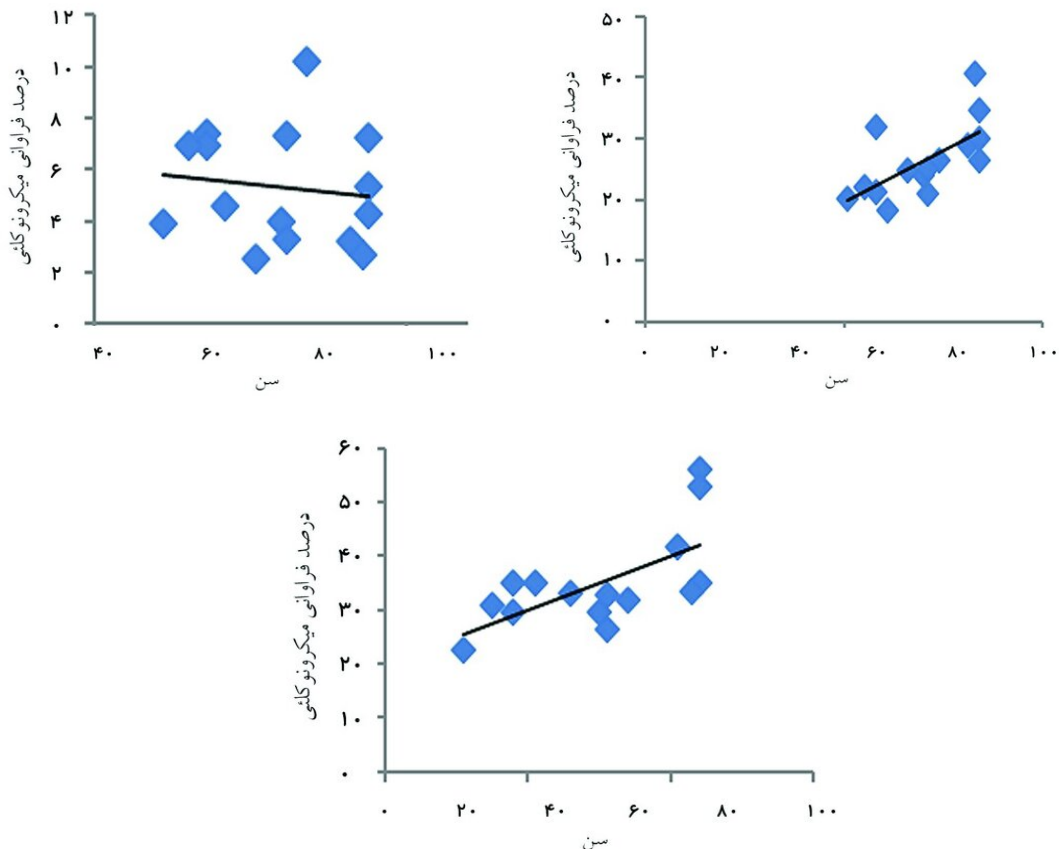 ۱۲
۱۰
۸
۶
۴
۲
۰
درصد فراوانی میکرونوکلئی
۴۰ ۶۰ ۸۰ ۱۰۰
سن
۵۰
۴۰
۳۰
۲۰
۱۰
۰
درصد فراوانی میکرونوکلئی
۰ ۲۰ ۴۰ ۶۰ ۸۰ ۱۰۰
سن
۶۰
۵۰
۴۰
۳۰
۲۰
۱۰
۰
درصد فراوانی میکرونوکلئی
۰ ۲۰ ۴۰ ۶۰ ۸۰ ۱۰۰
سن